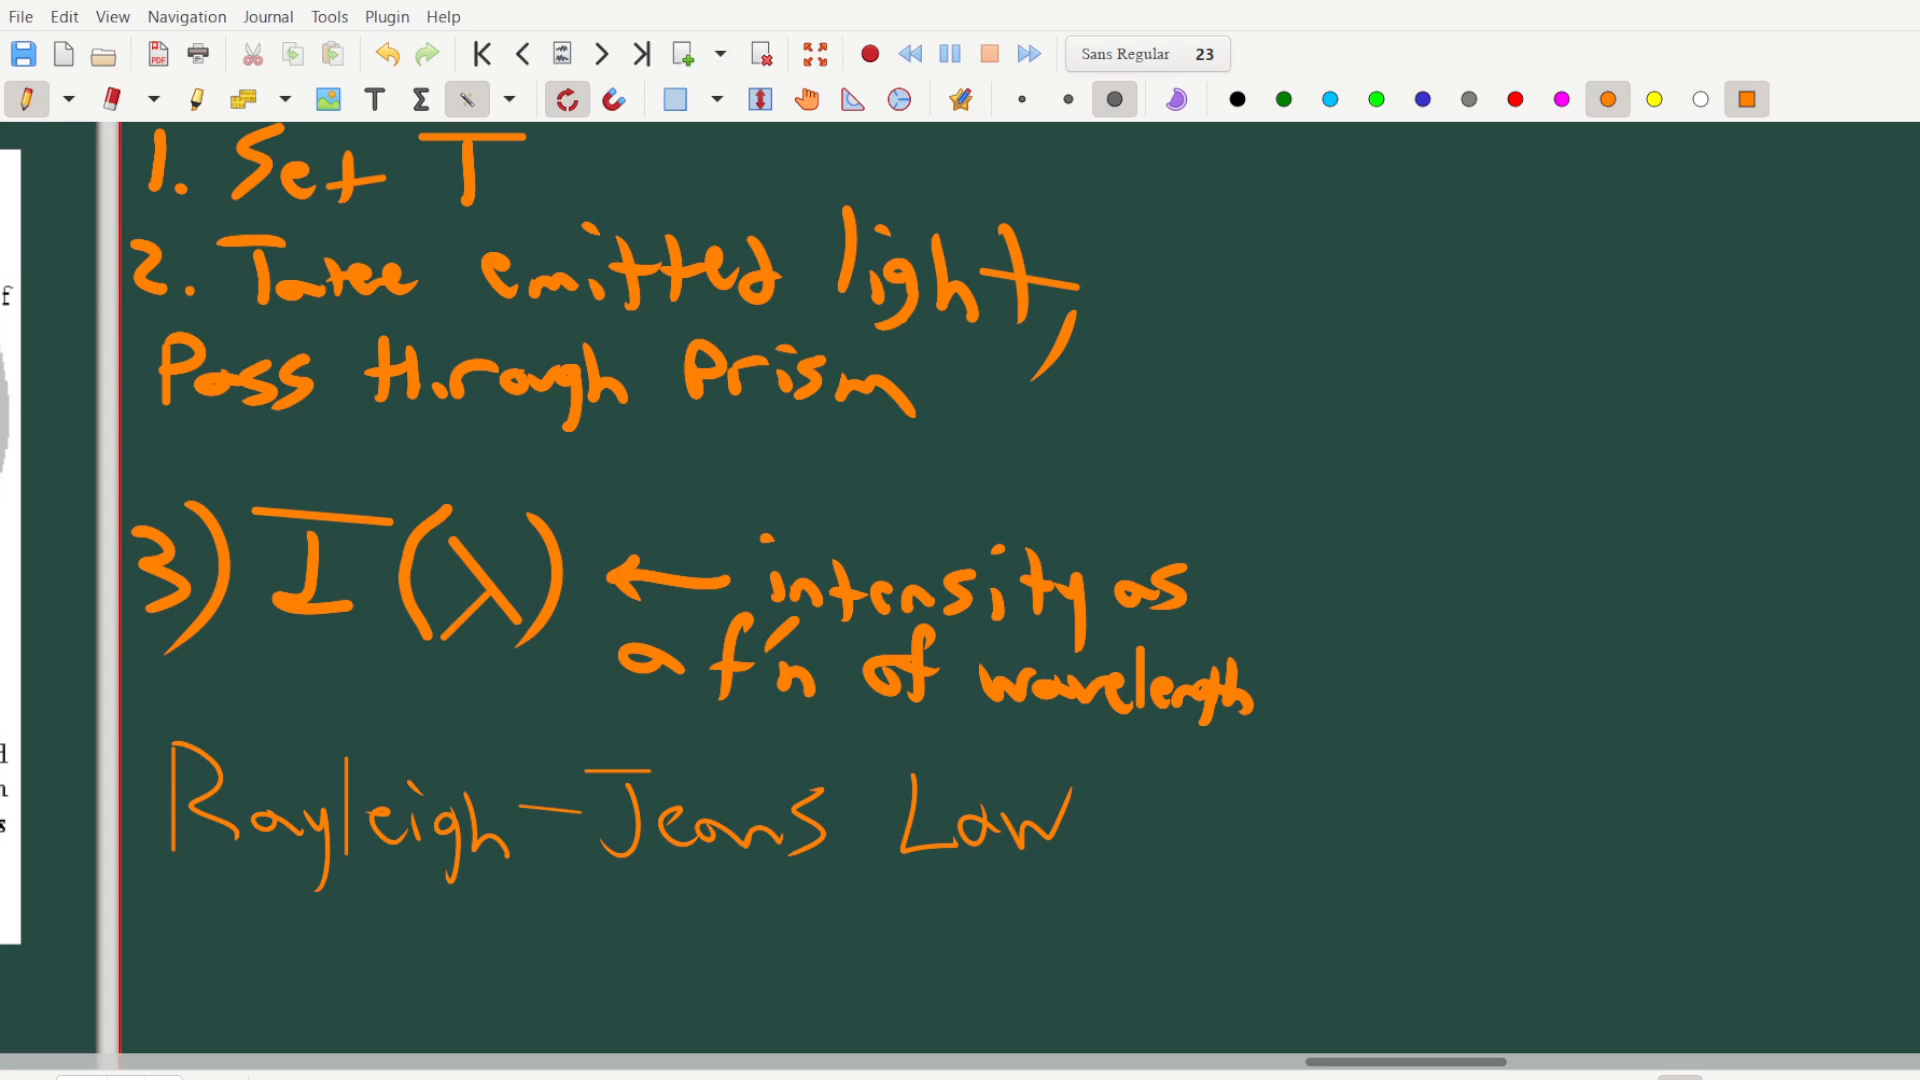 File Edit View Navigation Journal Tools Plugin Help
PDF Sans Regular 23
1. Set T
2. Take emitted light,
Pass through Prism
3) I(λ) ← intensity as
a f'n of wavelength
Rayleigh-Jeans Law
f
d
n
s